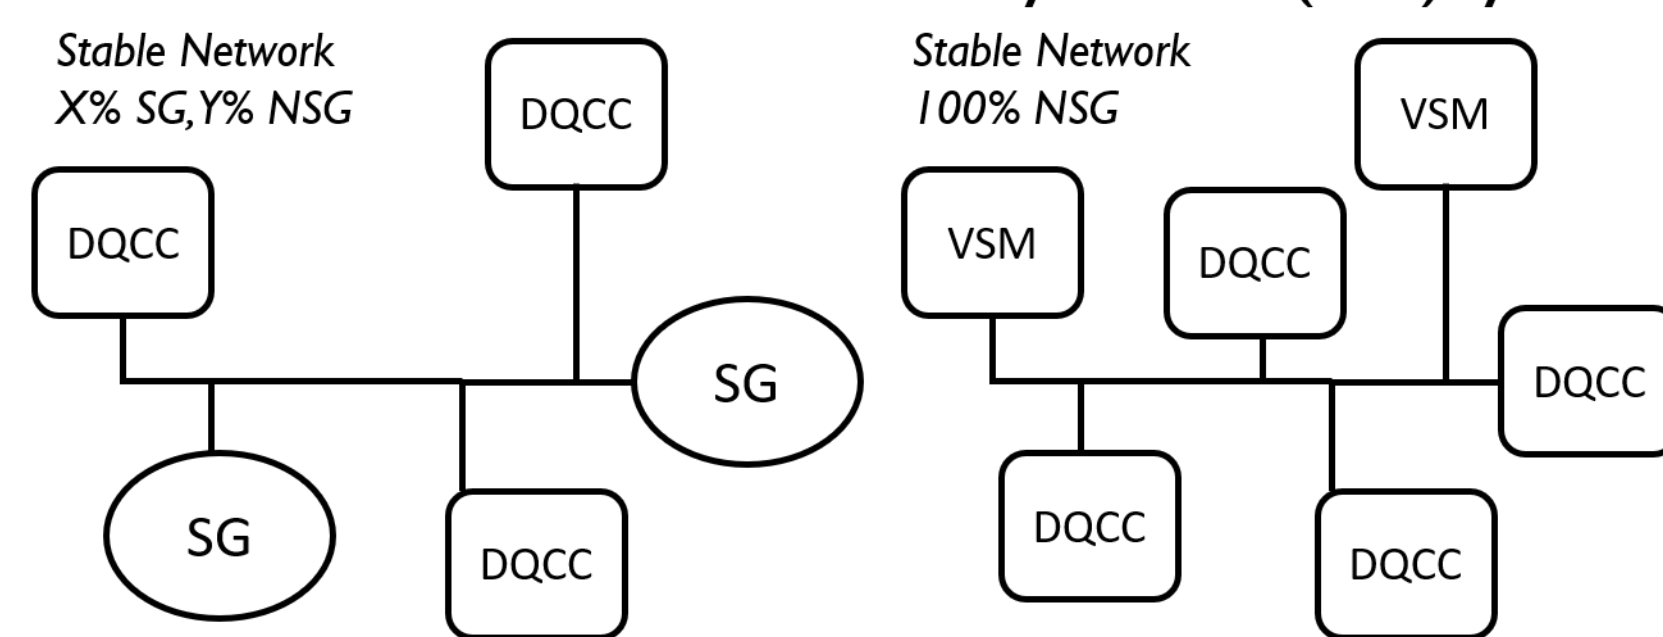 Stable Network
X% SG, Y% NSG
DQCC
DQCC
SG
SG
DQCC
Stable Network
100% NSG
VSM
VSM
DQCC
DQCC
DQCC
DQCC